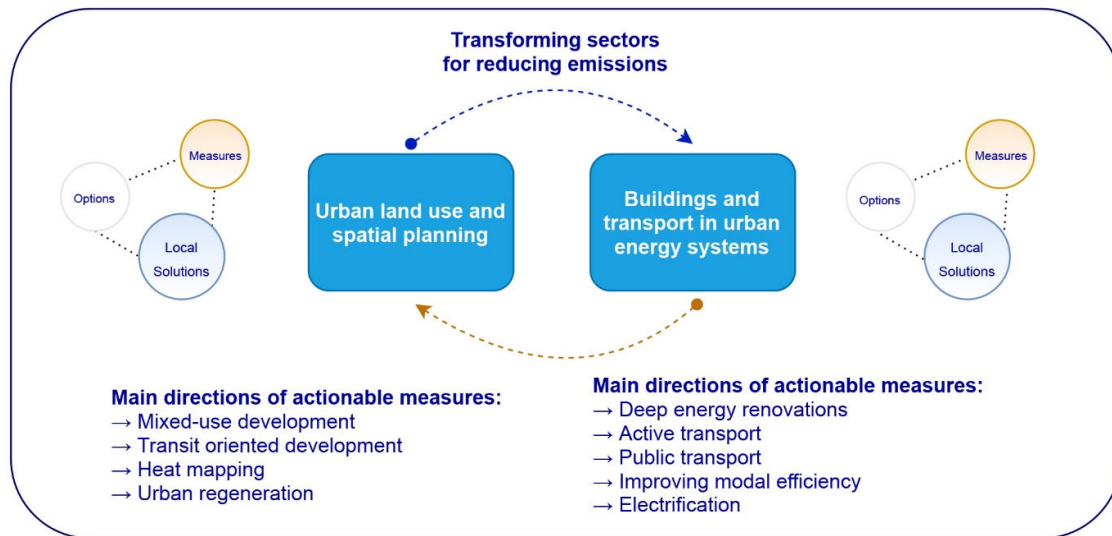 Transforming sectors
for reducing emissions
Measures
Options
Local
Solutions
Urban land use and
spatial planning
Buildings and
transport in urban
energy systems
Measures
Options
Local
Solutions
Main directions of actionable measures:
→ Mixed-use development
→ Transit oriented development
→ Heat mapping
→ Urban regeneration
Main directions of actionable measures:
→ Deep energy renovations
→ Active transport
→ Public transport
→ Improving modal efficiency
→ Electrification